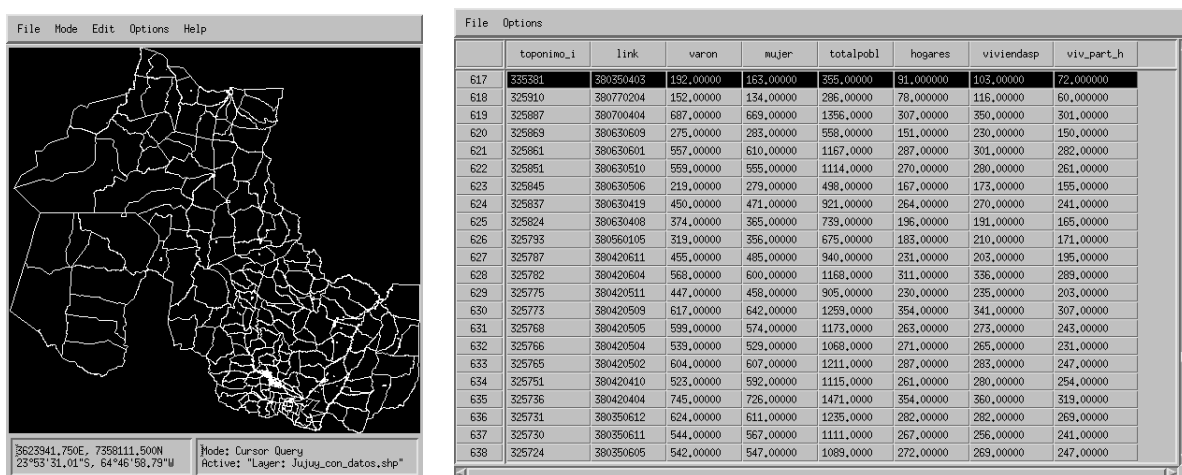 File Mode Edit Options Help
3623941.750E, 7358111.500N
23°53'31.01"S, 64°46'58.79"W
Mode: Cursor Query
Active: "Layer: Jujuy_con_datos.shp"
File Options
toponimo_i link varon mujer totalpobl hogares viviendasp viv_part_h
617 335381 380350403 192.00000 163.00000 355.00000 91.000000 103.00000 72.000000
618 325910 380770204 152.00000 134.00000 286.00000 78.000000 116.00000 60.000000
619 325887 380700404 687.00000 669.00000 1356.0000 307.00000 350.00000 301.00000
620 325869 380630609 275.00000 283.00000 558.00000 151.00000 230.00000 150.00000
621 325861 380630601 557.00000 610.00000 1167.0000 287.00000 301.00000 282.00000
622 325851 380630510 559.00000 555.00000 1114.0000 270.00000 280.00000 261.00000
623 325845 380630506 219.00000 279.00000 498.00000 167.00000 173.00000 155.00000
624 325837 380630419 450.00000 471.00000 921.00000 264.00000 270.00000 241.00000
625 325824 380630408 374.00000 365.00000 739.00000 196.00000 191.00000 165.00000
626 325793 380560105 319.00000 356.00000 675.00000 183.00000 210.00000 171.00000
627 325787 380420611 455.00000 485.00000 940.00000 231.00000 203.00000 195.00000
628 325782 380420604 568.00000 600.00000 1168.0000 311.00000 336.00000 289.00000
629 325775 380420511 447.00000 458.00000 905.00000 230.00000 235.00000 203.00000
630 325773 380420509 617.00000 642.00000 1259.0000 354.00000 341.00000 307.00000
631 325768 380420505 599.00000 574.00000 1173.0000 263.00000 273.00000 243.00000
632 325766 380420504 539.00000 529.00000 1068.0000 271.00000 265.00000 231.00000
633 325765 380420502 604.00000 607.00000 1211.0000 287.00000 283.00000 247.00000
634 325751 380420410 523.00000 592.00000 1115.0000 261.00000 280.00000 254.00000
635 325736 380420404 745.00000 726.00000 1471.0000 354.00000 360.00000 319.00000
636 325731 380350612 624.00000 611.00000 1235.0000 282.00000 282.00000 269.00000
637 325730 380350611 544.00000 567.00000 1111.0000 267.00000 256.00000 241.00000
638 325724 380350605 542.00000 547.00000 1089.0000 272.00000 269.00000 247.00000